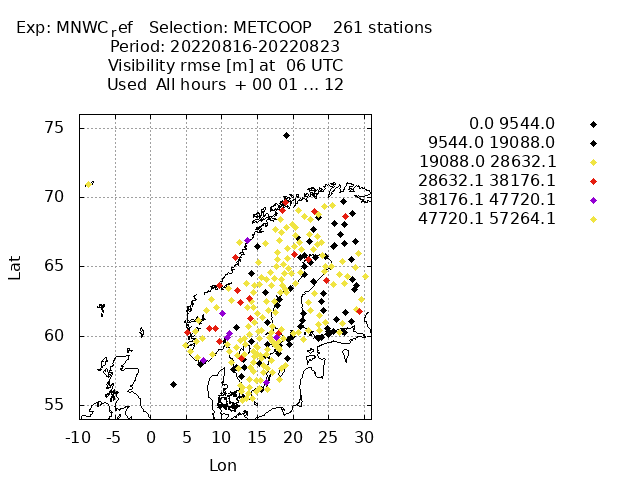 Exp: MNWCref   Selection: METCOOP    261 stations
Period: 20220816-20220823
Visibility rmse [m] at  06 UTC
Used  All hours  + 00 01 ... 12
0.0 9544.0
9544.0 19088.0
19088.0 28632.1
28632.1 38176.1
38176.1 47720.1
47720.1 57264.1
75
70
65
60
55
Lat
-10 -5 0 5 10 15 20 25 30
Lon